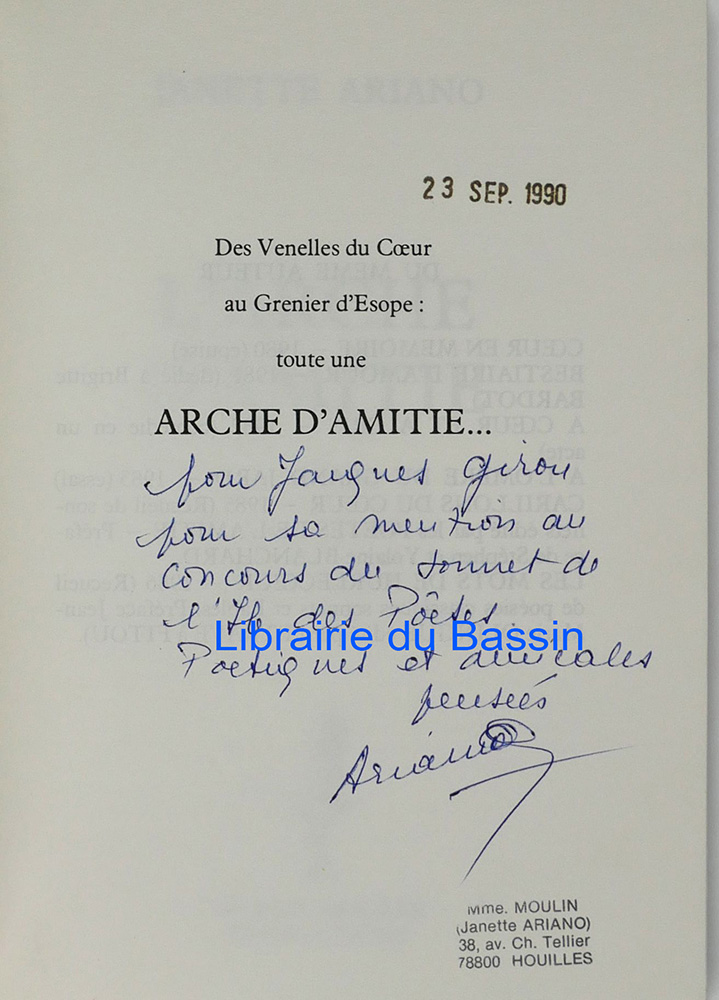 23 SEP. 1990
Des Venelles du Cœur
au Grenier d'Esope :
toute une
ARCHE D'AMITIE...
pour Jacques Girou
pour sa mention au
concours du sonnet de
l'Ile des Poètes.
Librairie du Bassin
Poétiques et amicales
pensées
Ariano
Mme. MOULIN
(Janette ARIANO)
38, av. Ch. Tellier
78800 HOUILLES